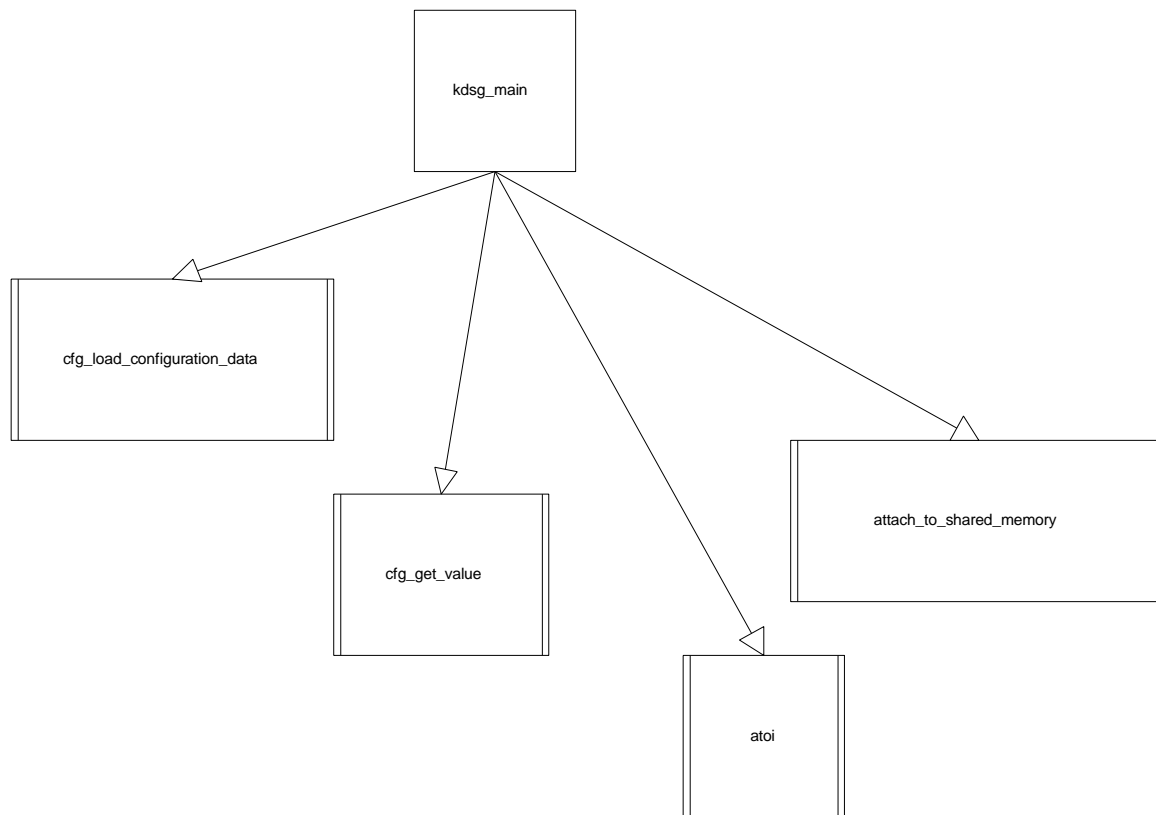 kdsg_main
cfg_load_configuration_data
cfg_get_value
attach_to_shared_memory
atoi